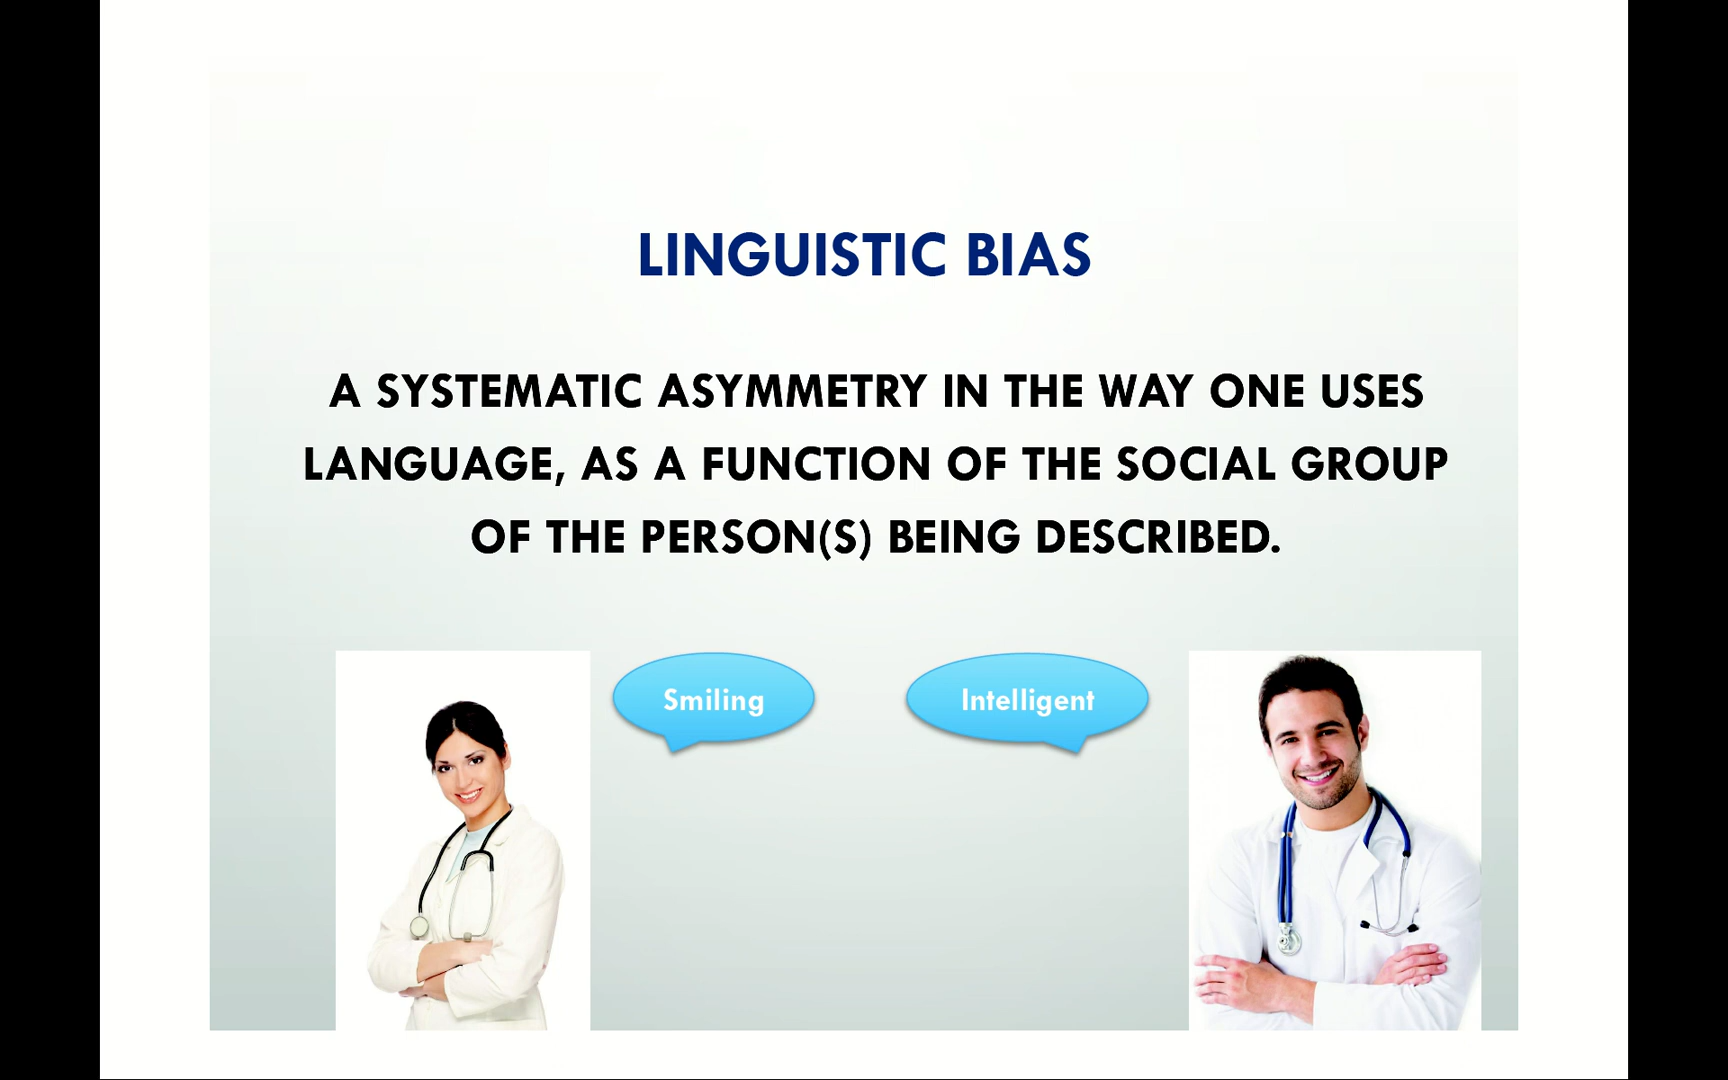 LINGUISTIC BIAS
A SYSTEMATIC ASYMMETRY IN THE WAY ONE USES
LANGUAGE, AS A FUNCTION OF THE SOCIAL GROUP
OF THE PERSON(S) BEING DESCRIBED.
Smiling
Intelligent